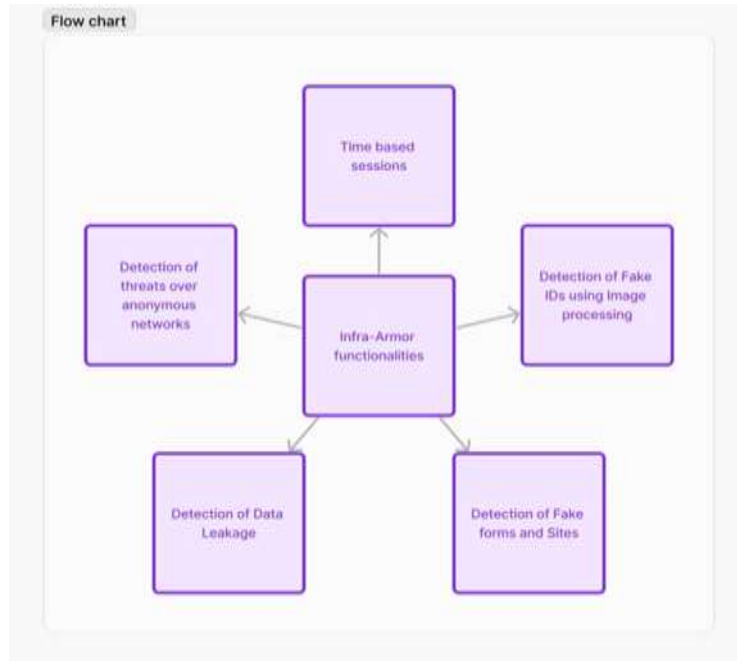 Flow chart
Time based
sessions
Detection of
threats over
anonymous
networks
Detection of Fake
IDs using Image
processing
Infra-Armor
functionalities
Detection of Data
Leakage
Detection of Fake
forms and Sites